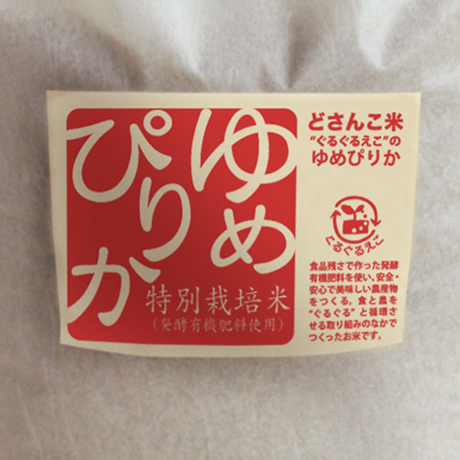 ゆめ
ぴりか
特別栽培米
(発酵有機肥料使用)
どさんこ米
“ぐるぐるえこ”の
ゆめぴりか
ぐるぐるえこ
食品残さで作った発酵
有機肥料を使い、安全・
安心で美味しい農産物
をつくる。食と農を
“ぐるぐる”と循環さ
せる取り組みのなかで
つくったお米です。